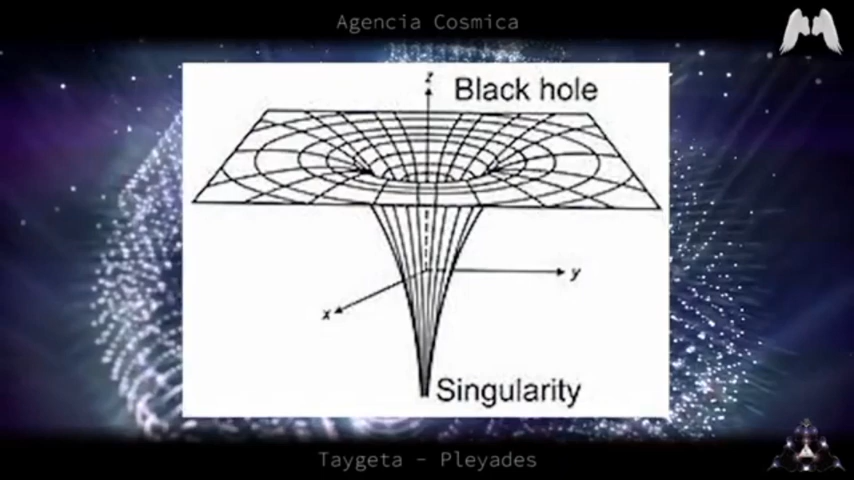 Agencia Cosmica
z
Black hole
y
x
Singularity
Taygeta - Pleyades